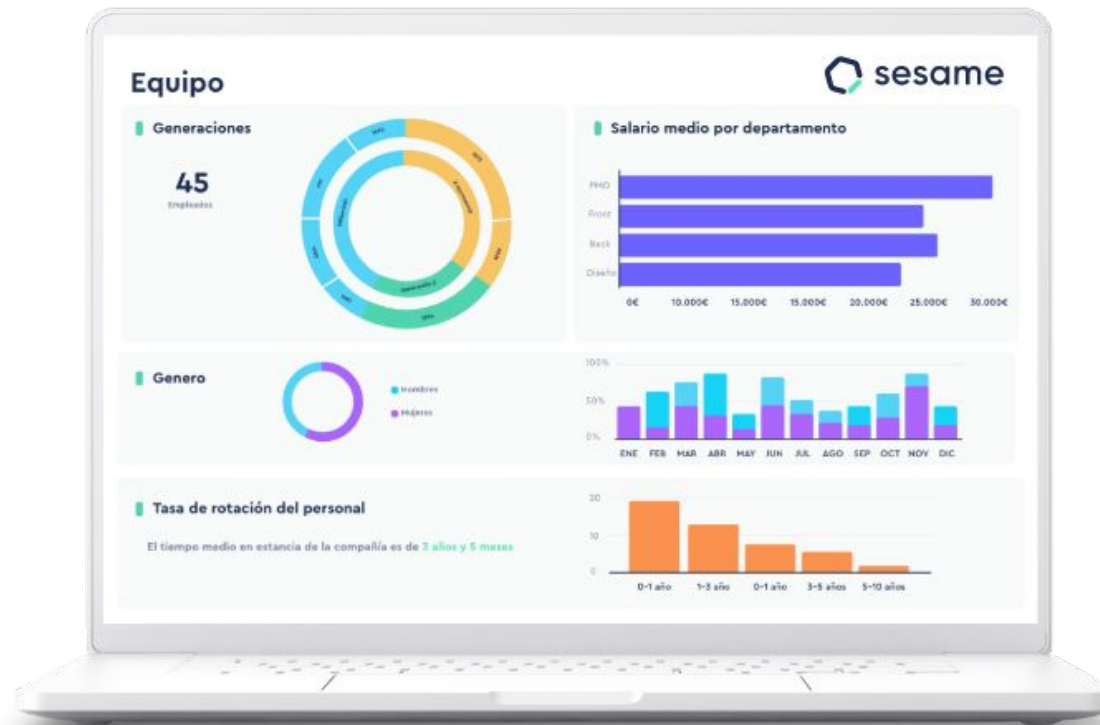 Equipo
sesame
Generaciones
45
Empleados
Salario medio por departamento
PMO
Front
Back
Diseño
0€ 10.000€ 15.000€ 15.000€ 20.000€ 25.000€ 30.000€
Genero
Hombres
Mujeres
100%
50%
0%
ENE FEB MAR ABR MAY JUN JUL AGO SEP OCT NOV DIC
Tasa de rotación del personal
El tiempo medio en estancia de la compañía es de 3 años y 5 meses
20
10
0
0-1 año 1-3 año 0-1 año 3-5 años 5-10 años